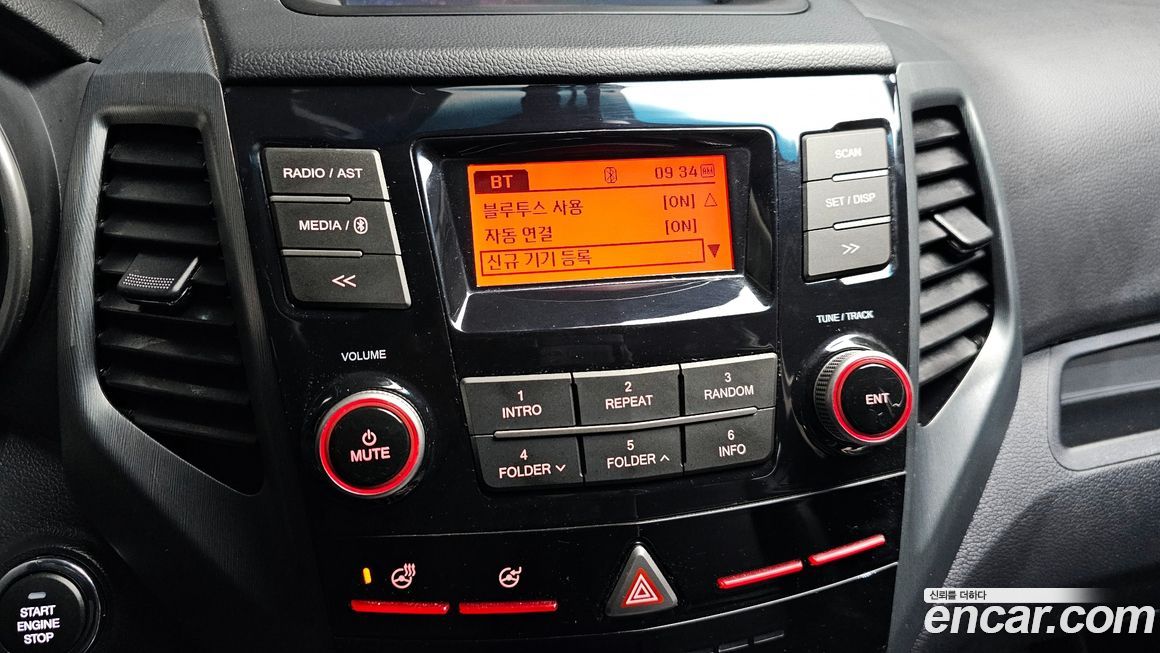 BT 09 34 AM
블루투스 사용 [ON] △
자동 연결 [ON]
신규 기기 등록 ▼
RADIO / AST
MEDIA /
<<
SCAN
SET / DISP
>>
VOLUME
MUTE
TUNE / TRACK
ENT
1
INTRO
2
REPEAT
3
RANDOM
4
FOLDER ∨
5
FOLDER ∧
6
INFO
START
ENGINE
STOP
신뢰를 더하다
encar.com